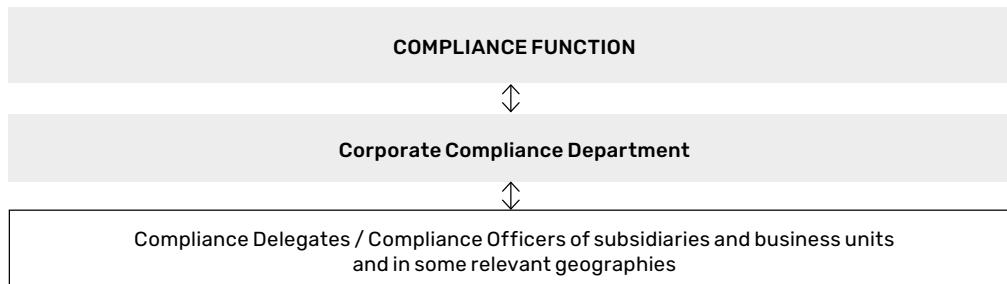 COMPLIANCE FUNCTION
Corporate Compliance Department
Compliance Delegates / Compliance Officers of subsidiaries and business units
and in some relevant geographies